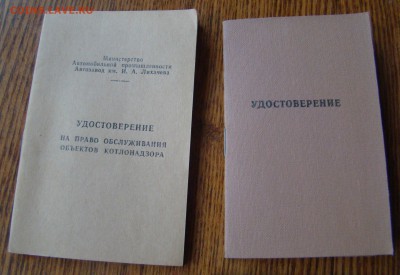 Министерство
Автомобильной промышленности
Автозавод им. И. А. Лихачева
УДОСТОВЕРЕНИЕ
НА ПРАВО ОБСЛУЖИВАНИЯ
ОБЪЕКТОВ КОТЛОНАДЗОРА
УДОСТОВЕРЕНИЕ